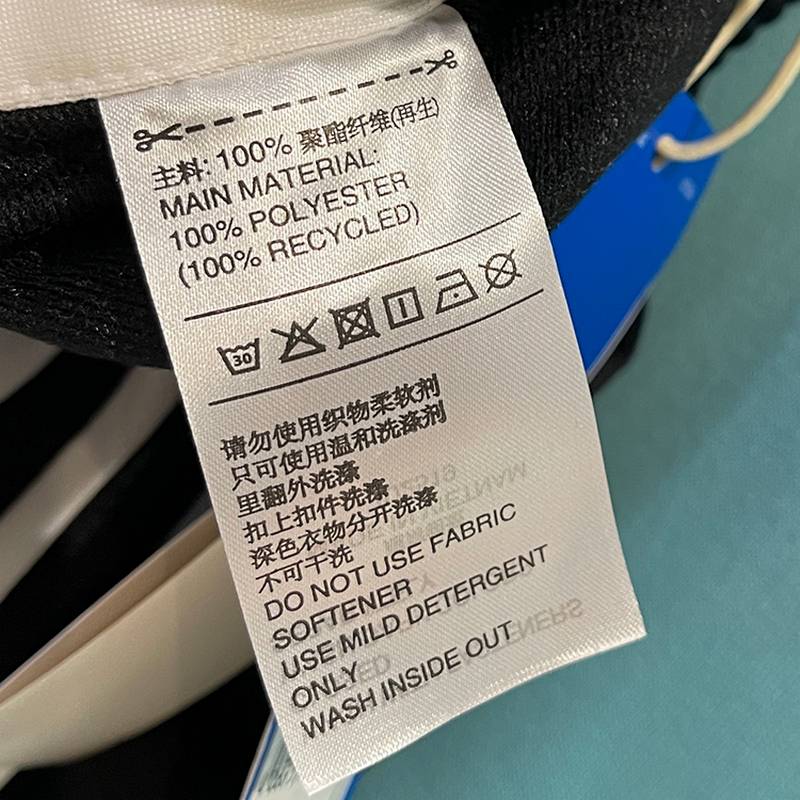 主料: 100% 聚酯纤维(再生)
MAIN MATERIAL:
100% POLYESTER
(100% RECYCLED)
30
请勿使用织物柔软剂
只可使用温和洗涤剂
里翻外洗涤
扣上扣件洗涤
深色衣物分开洗涤
不可干洗
DO NOT USE FABRIC
SOFTENER
USE MILD DETERGENT
ONLY
WASH INSIDE OUT